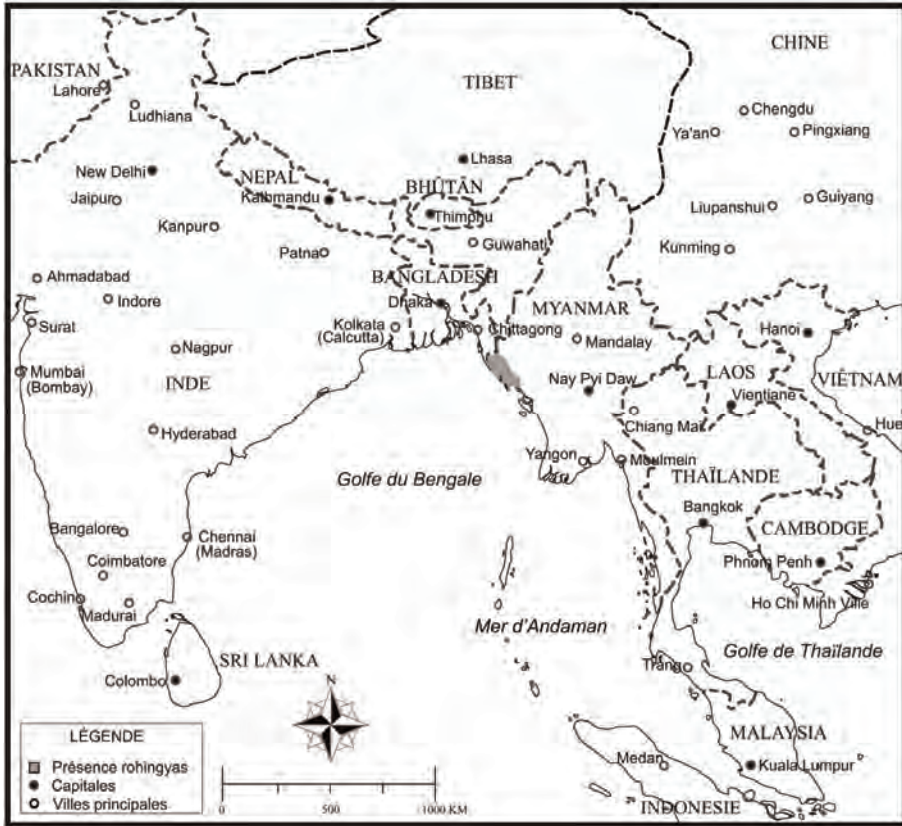 CHINE
PAKISTAN
TIBET
Lahore
Ludhiana
Chengdu
Ya'an
Pingxiang
Lhasa
New Delhi
NEPAL
BHUTAN
Jaipur
Katbmandu
Thimphu
Liupanshui
Guiyang
Kanpur
Guwahati
Kunming
Patna
BANGLADESH
Ahmadabad
Indore
Dhaka
MYANMAR
Surat
Kolkata
(Calcutta)
Chittagong
Mandalay
Hanoi
Nagpur
Mumbai
(Bombay)
INDE
Nay Pyi Daw
LAOS
VIÊTNAM
Vientiane
Chiang Mai
Hue
Hyderabad
Yangon
Moulmein
Golfe du Bengale
THAÏLANDE
Bangkok
Bangalore
Chennai
(Madras)
CAMBODGE
Coimbatore
Phnom Penh
Cochin
Madurai
Ho Chi Minh Ville
Mer d'Andaman
Golfe de Thaïlande
SRI LANKA
Colombo
Trang
N
LÉGENDE
Présence rohingyas
Capitales
Villes principales
0 500 1000 KM
MALAYSIA
Medan
Kuala Lumpur
INDONESIE